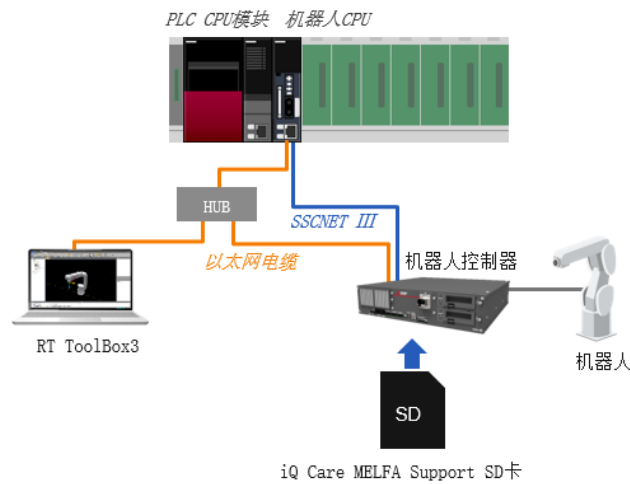 PLC CPU模块 机器人CPU
HUB
SSCNET III
以太网电缆
机器人控制器
RT ToolBox3
机器人
SD
iQ Care MELFA Support SD卡